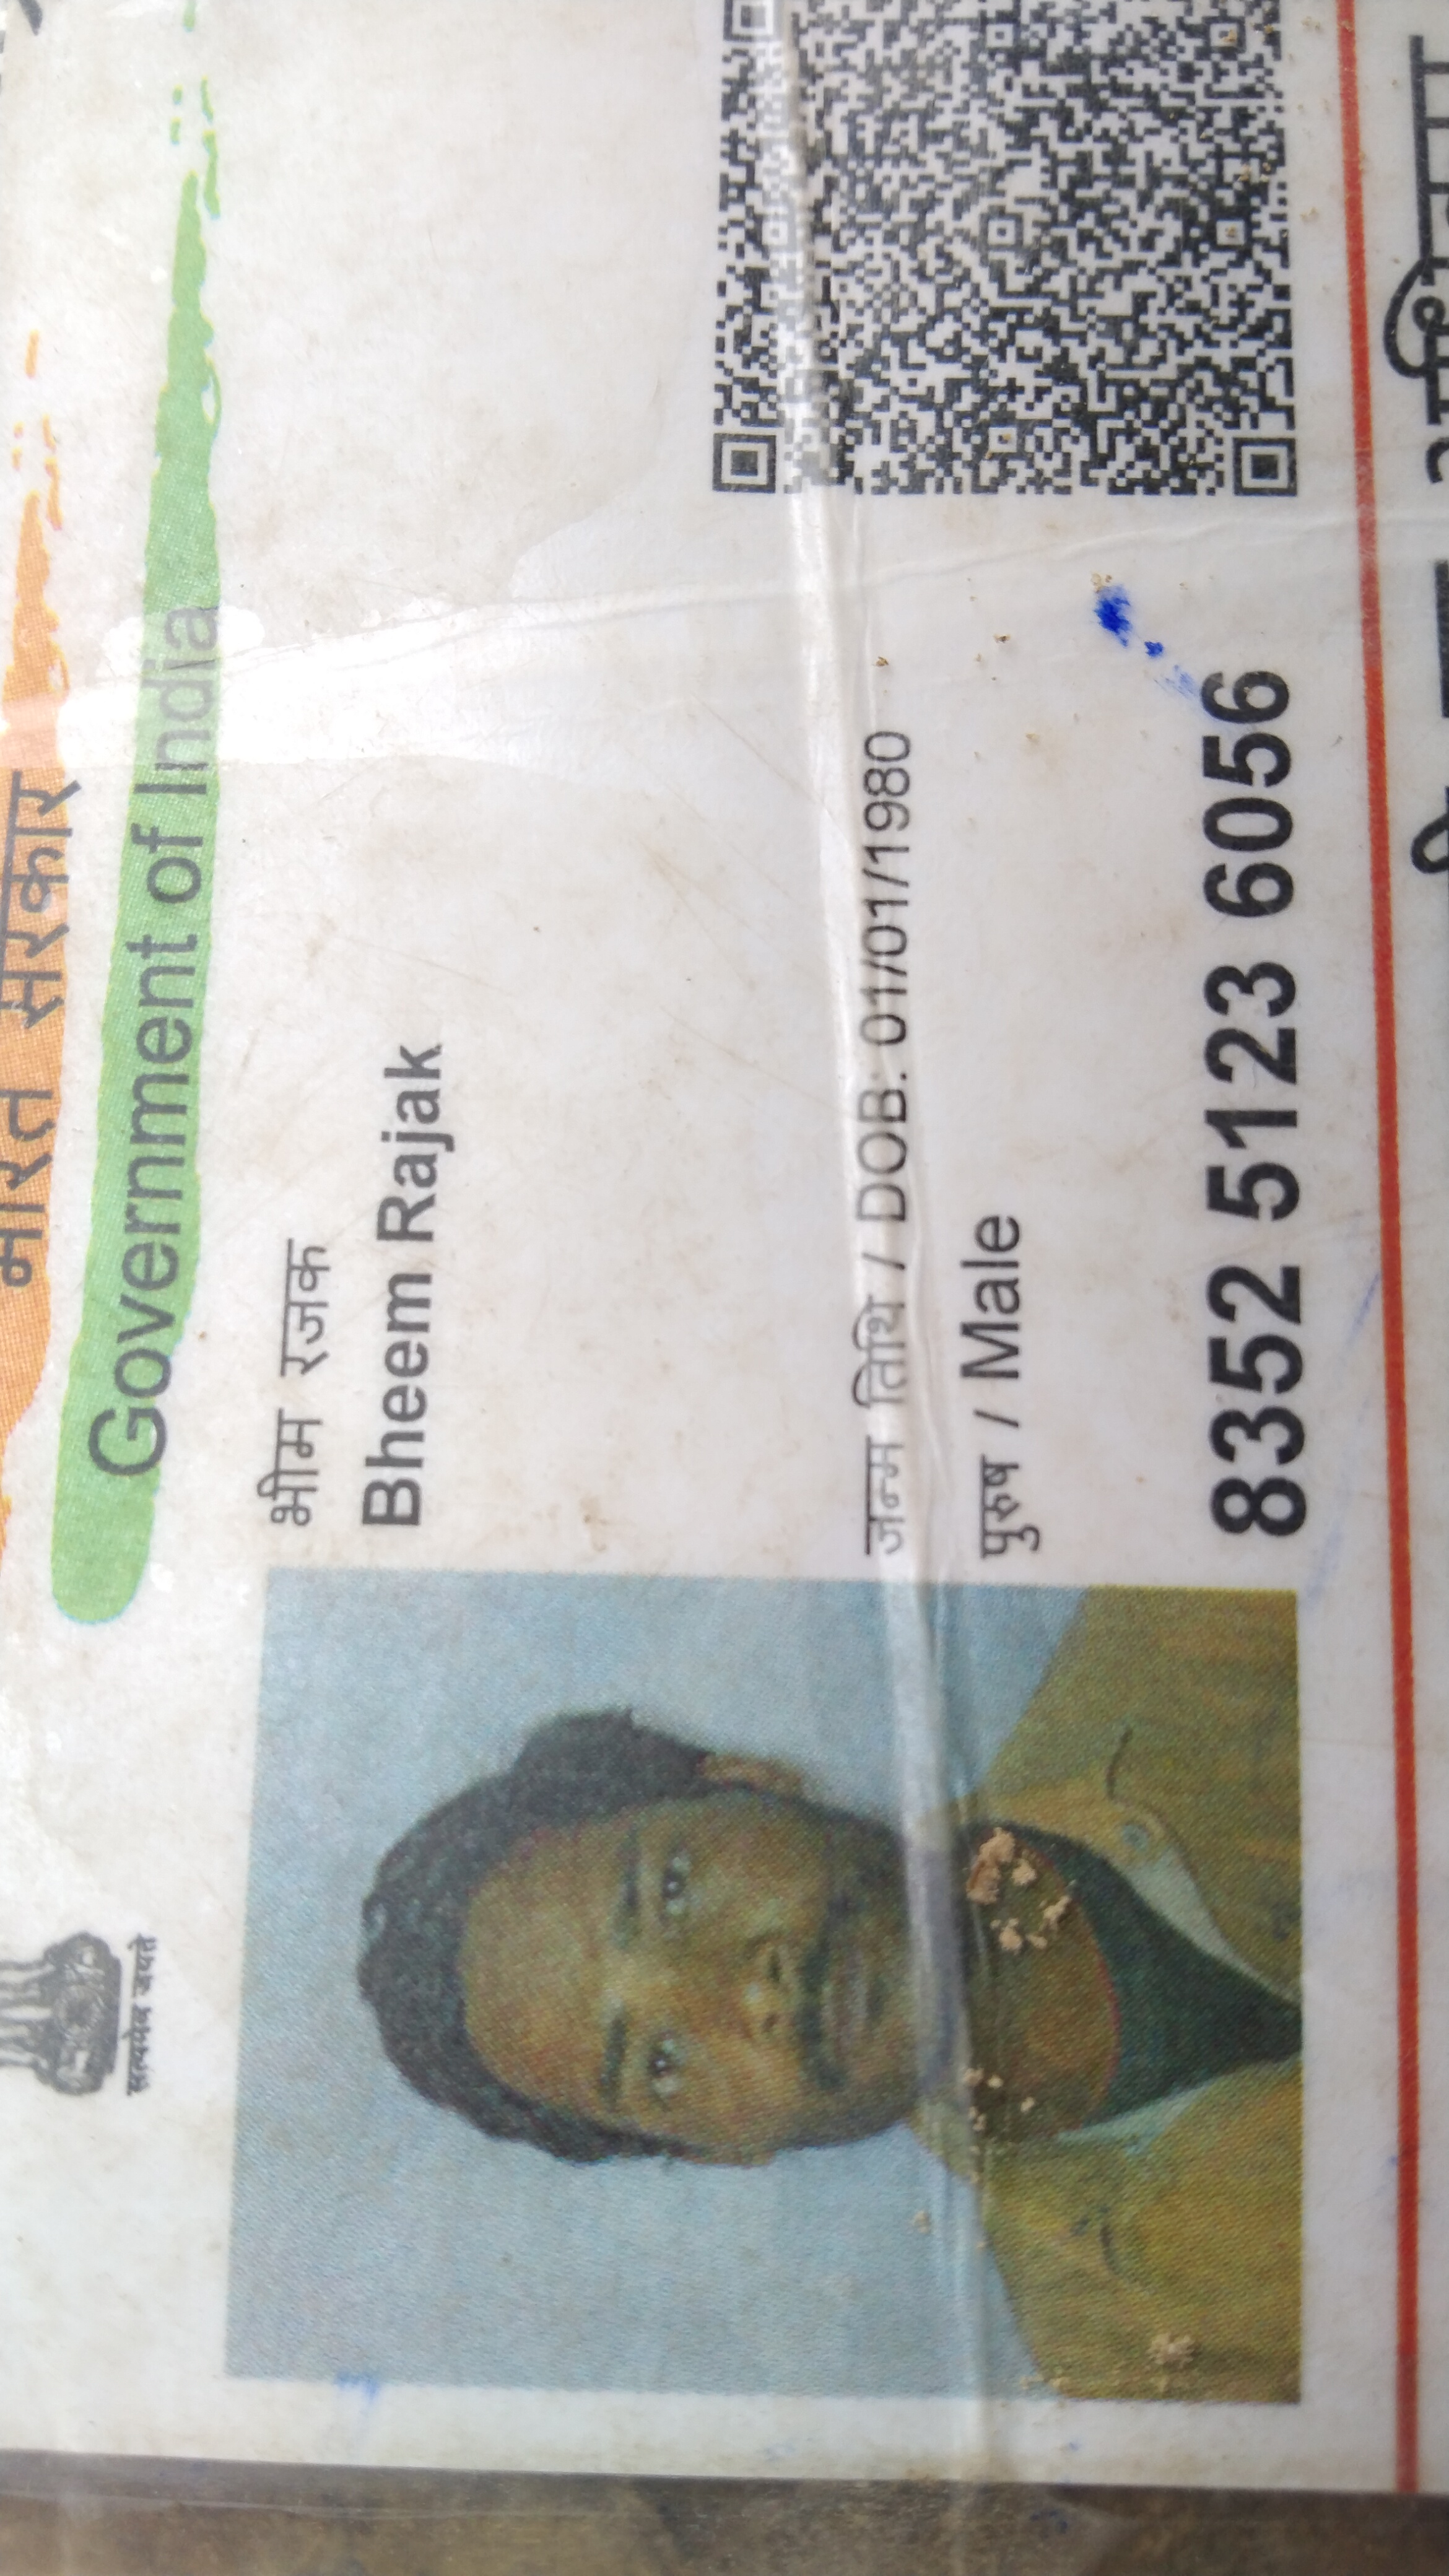 भारत सरकार
Government of India
सत्यमेव जयते
भीम रजक
Bheem Rajak
जन्म तिथि / DOB: 01/01/1980
पुरुष / Male
8352 5123 6056